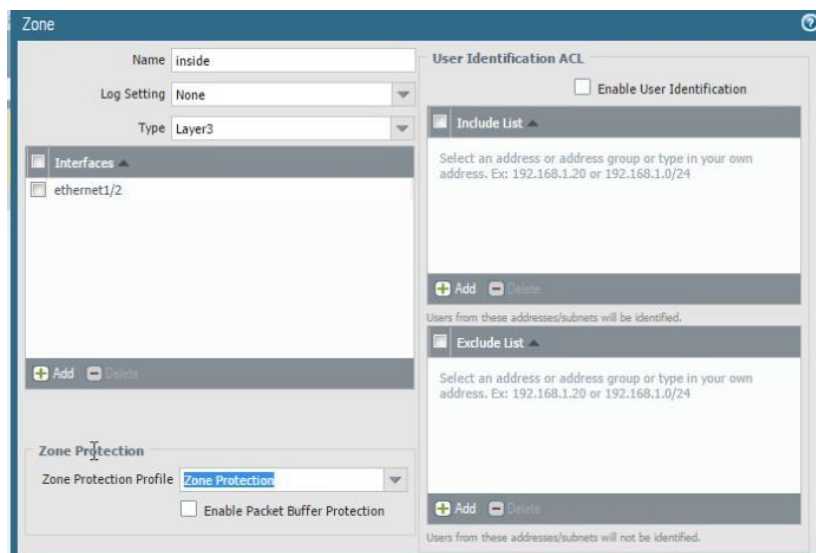 Zone
Name inside
Log Setting None
Type Layer3
Interfaces
ethernet1/2
Add Delete
Zone Protection
Zone Protection Profile Zone Protection
Enable Packet Buffer Protection
User Identification ACL
Enable User Identification
Include List
Select an address or address group or type in your own
address. Ex: 192.168.1.20 or 192.168.1.0/24
Add Delete
Users from these addresses/subnets will be identified.
Exclude List
Select an address or address group or type in your own
address. Ex: 192.168.1.20 or 192.168.1.0/24
Add Delete
Users from these addresses/subnets will not be identified.